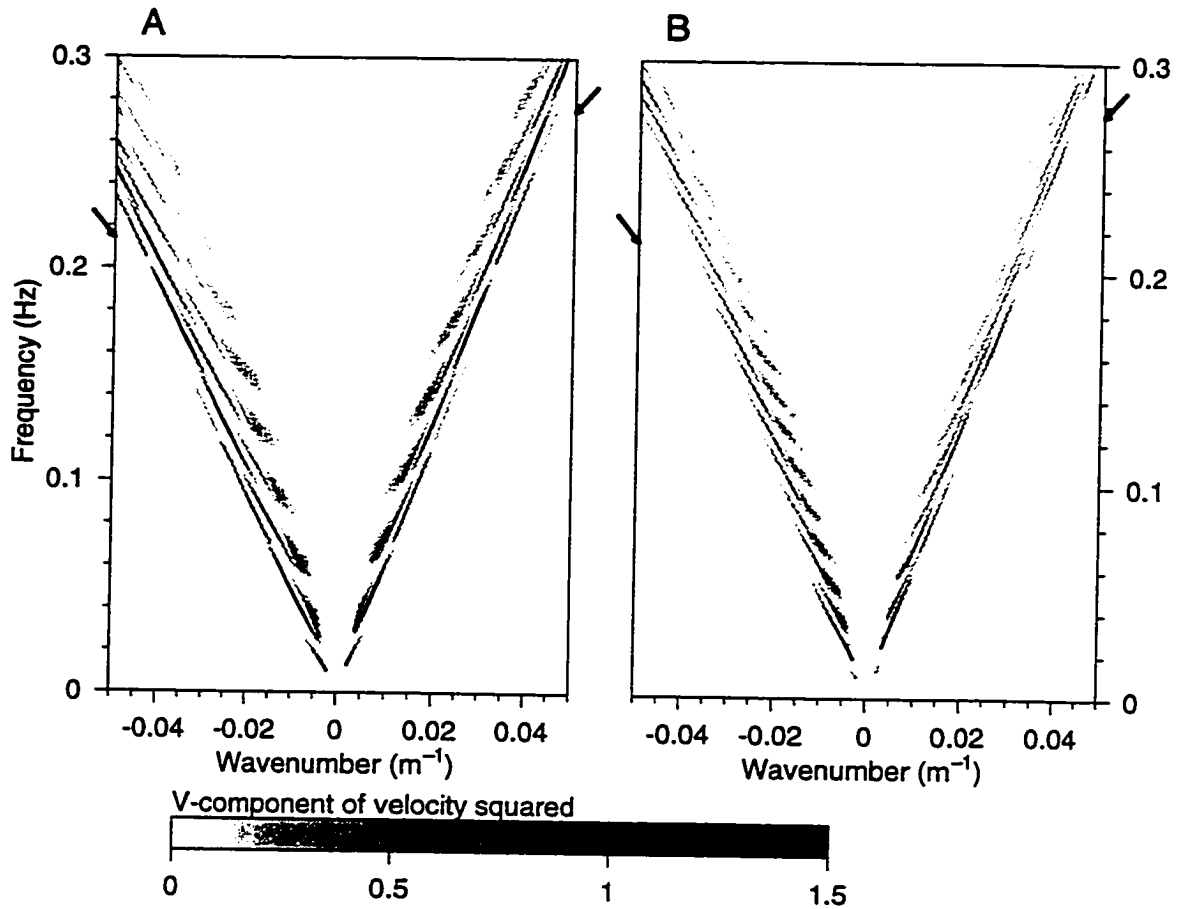 A
B
0.3
0.2
0.1
0
Frequency (Hz)
-0.04 -0.02 0 0.02 0.04
Wavenumber (m⁻¹)
0.3
0.2
0.1
0
-0.04 -0.02 0 0.02 0.04
Wavenumber (m⁻¹)
V-component of velocity squared
0 0.5 1 1.5